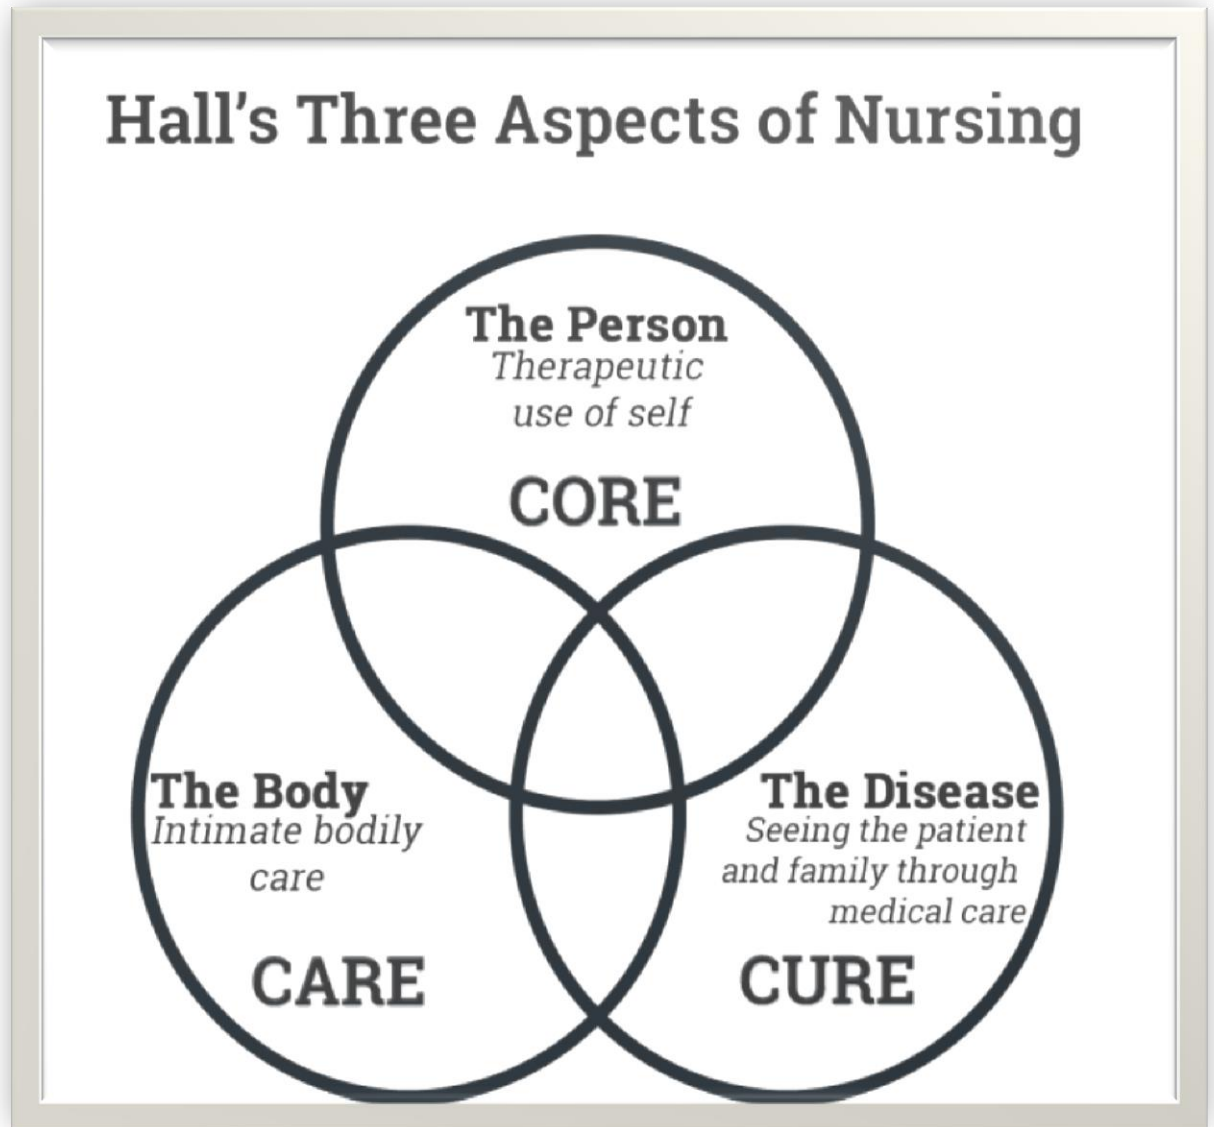 Hall's Three Aspects of Nursing
The Person
Therapeutic
use of self
CORE
The Body
Intimate bodily
care
CARE
The Disease
Seeing the patient
and family through
medical care
CURE